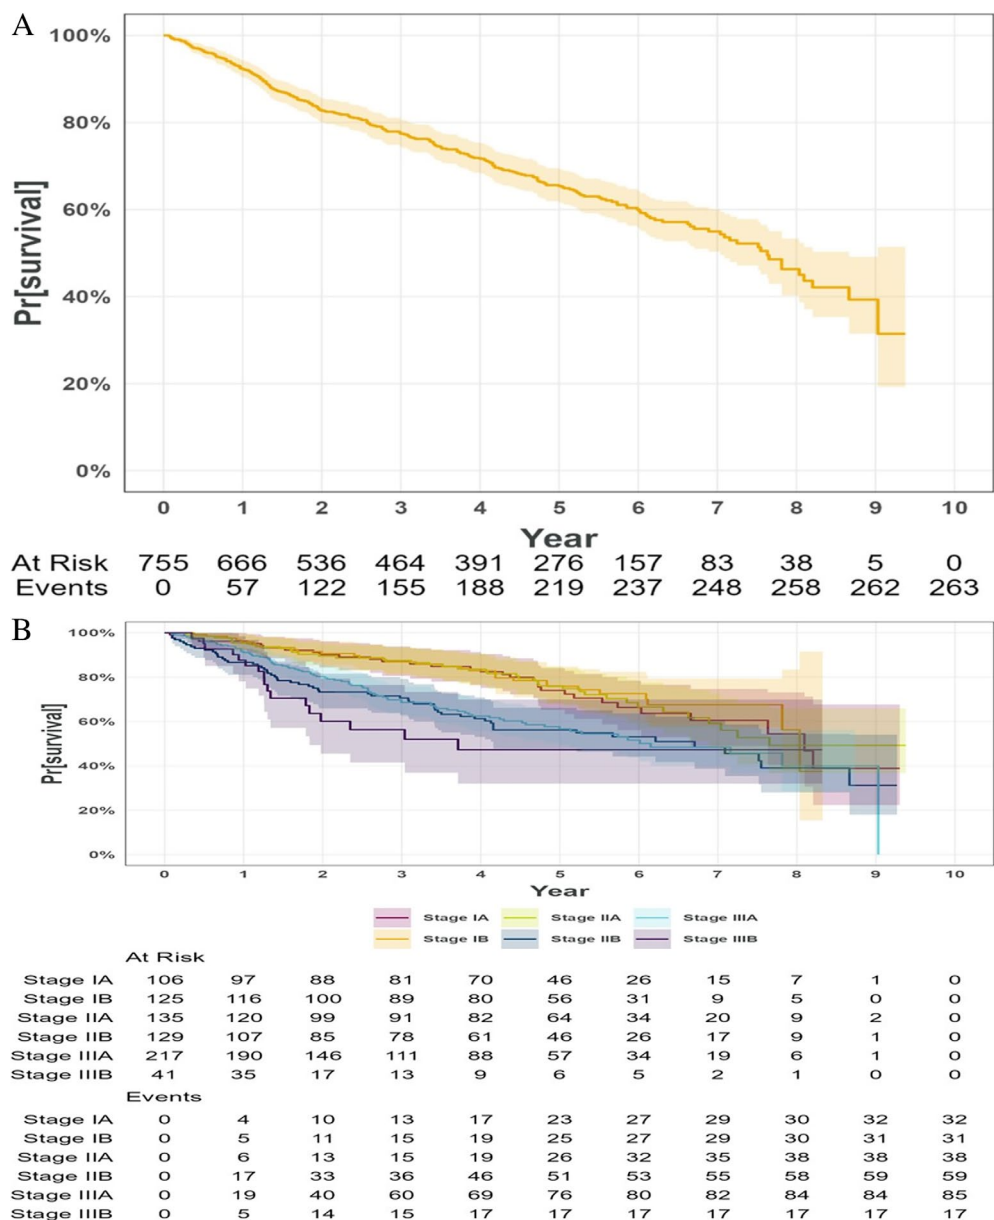 A
100%
80%
60%
40%
20%
0%
Pr[survival]
0 1 2 3 4 5 6 7 8 9 10
Year
At Risk 755 666 536 464 391 276 157 83 38 5 0
Events 0 57 122 155 188 219 237 248 258 262 263
B
100%
80%
60%
40%
20%
0%
Pr[survival]
0 1 2 3 4 5 6 7 8 9 10
Year
Stage IA Stage IIA Stage IIIA
Stage IB Stage IIB Stage IIIB
At Risk
Stage IA 106 97 88 81 70 46 26 15 7 1 0
Stage IB 125 116 100 89 80 56 31 9 5 0 0
Stage IIA 135 120 99 91 82 64 34 20 9 2 0
Stage IIB 129 107 85 78 61 46 26 17 9 1 0
Stage IIIA 217 190 146 111 88 57 34 19 6 1 0
Stage IIIB 41 35 17 13 9 6 5 2 1 0 0
Events
Stage IA 0 4 10 13 17 23 27 29 30 32 32
Stage IB 0 5 11 15 19 25 27 29 30 31 31
Stage IIA 0 6 13 15 19 26 32 35 38 38 38
Stage IIB 0 17 33 36 46 51 53 55 58 59 59
Stage IIIA 0 19 40 60 69 76 80 82 84 84 85
Stage IIIB 0 5 14 15 17 17 17 17 17 17 17